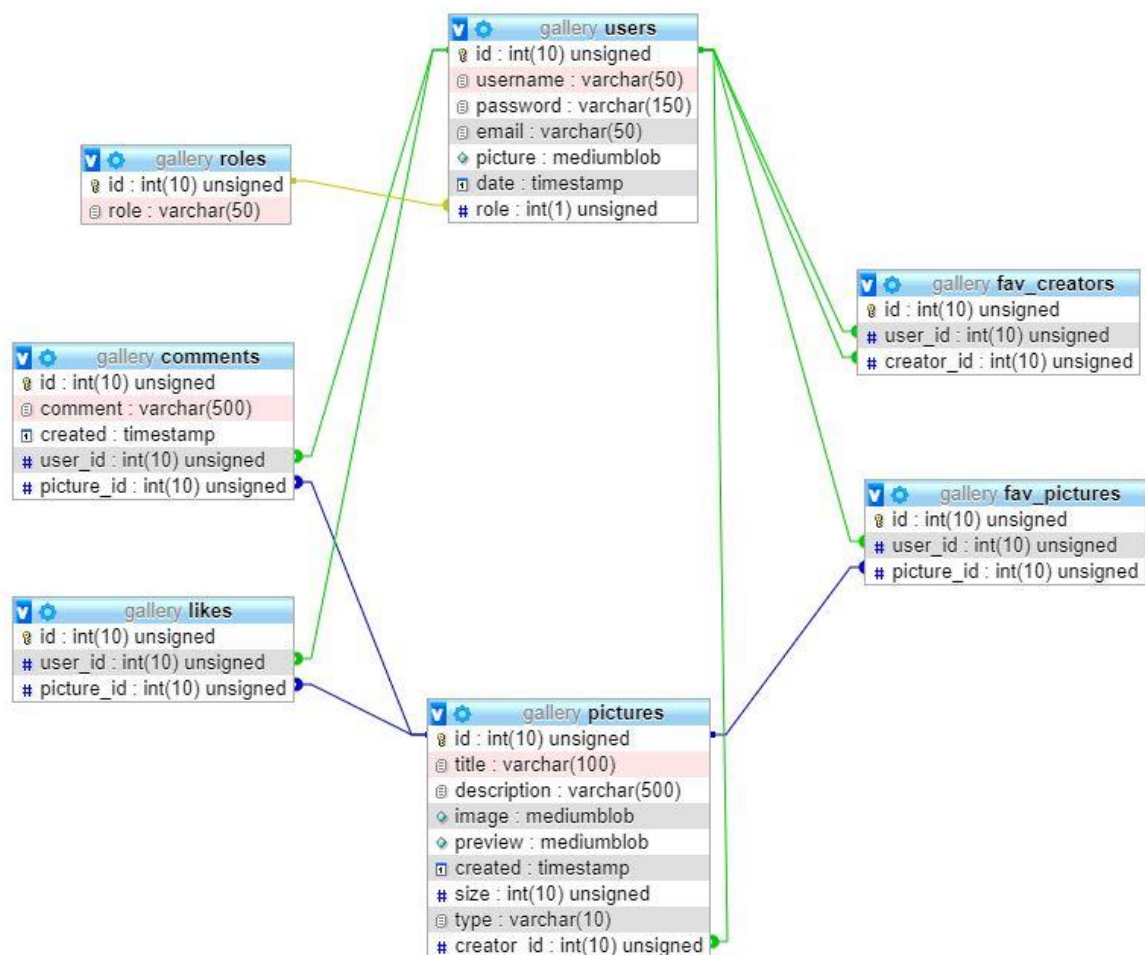 gallery users
id : int(10) unsigned
username : varchar(50)
password : varchar(150)
email : varchar(50)
picture : mediumblob
date : timestamp
# role : int(1) unsigned
gallery roles
id : int(10) unsigned
role : varchar(50)
gallery fav_creators
id : int(10) unsigned
# user_id : int(10) unsigned
# creator_id : int(10) unsigned
gallery comments
id : int(10) unsigned
comment : varchar(500)
created : timestamp
# user_id : int(10) unsigned
# picture_id : int(10) unsigned
gallery fav_pictures
id : int(10) unsigned
# user_id : int(10) unsigned
# picture_id : int(10) unsigned
gallery likes
id : int(10) unsigned
# user_id : int(10) unsigned
# picture_id : int(10) unsigned
gallery pictures
id : int(10) unsigned
title : varchar(100)
description : varchar(500)
image : mediumblob
preview : mediumblob
created : timestamp
# size : int(10) unsigned
type : varchar(10)
# creator_id : int(10) unsigned